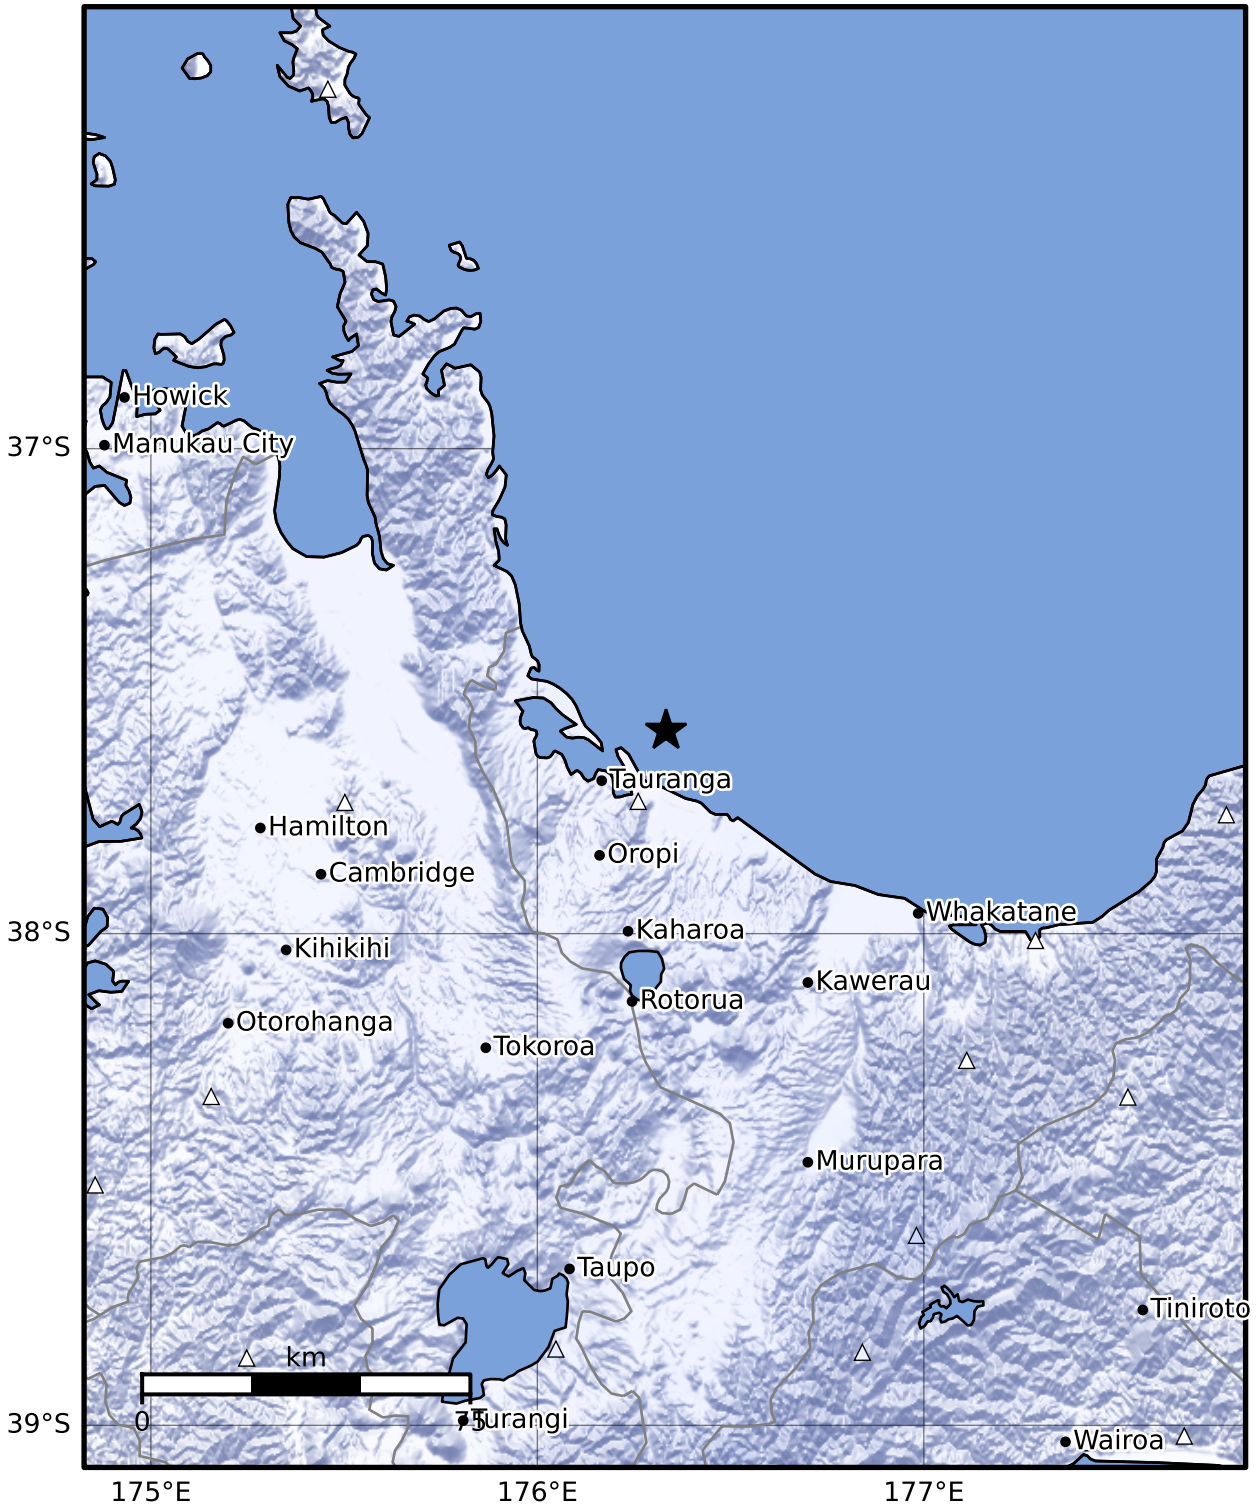 Howick
37°S
Manukau City
Tauranga
Hamilton
Oropi
Cambridge
Whakatane
38°S
Kaharoa
Kihikihi
Kawerau
Rotorua
Otorohanga
Tokoroa
Murupara
Taupo
Tiniroto
km
0
75
Turangi
39°S
Wairoa
175°E
176°E
177°E